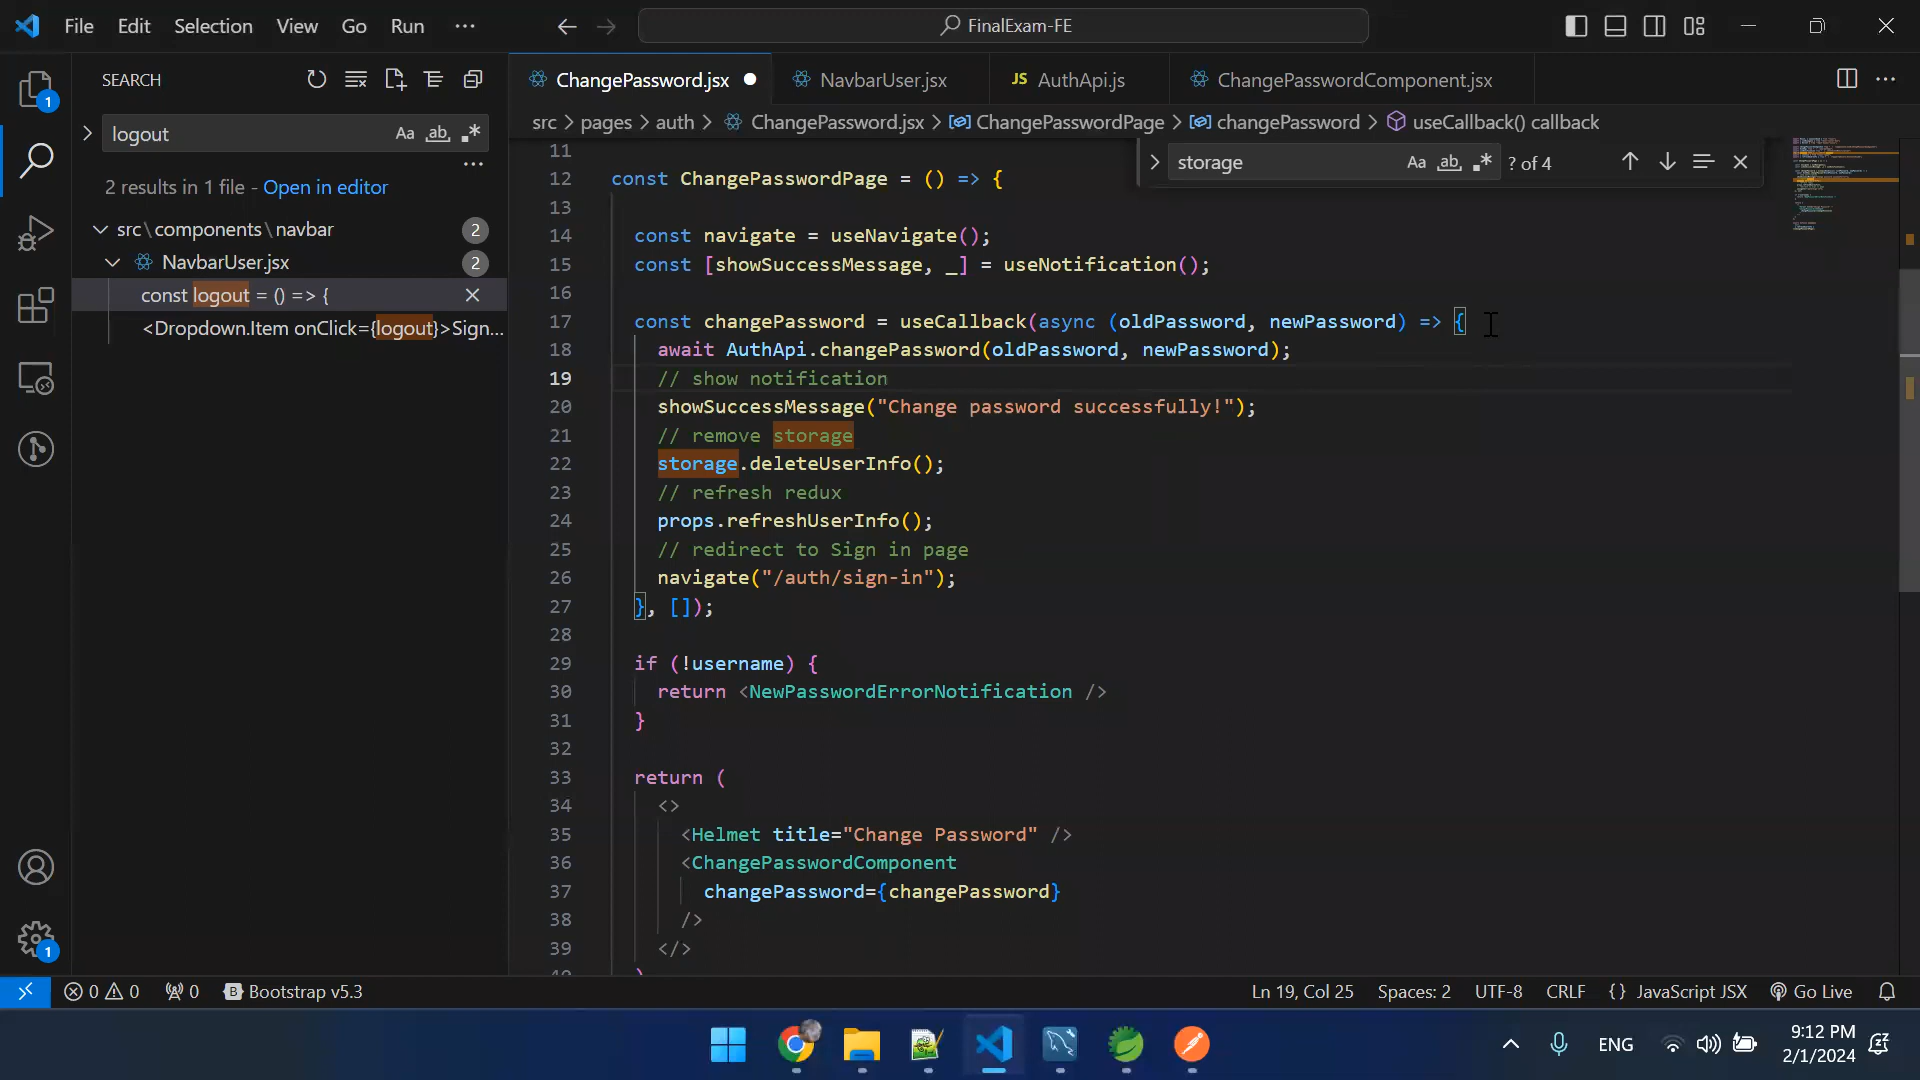 File Edit Selection View Go Run ···
FinalExam-FE
SEARCH
logout
Aa ab
2 results in 1 file - Open in editor
src\components\navbar 2
NavbarUser.jsx 2
const logout = () => {
<Dropdown.Item onClick={logout}>Sign...
1
1
ChangePassword.jsx
NavbarUser.jsx
JS AuthApi.js
ChangePasswordComponent.jsx
src > pages > auth > ChangePassword.jsx > ChangePasswordPage > changePassword > useCallback() callback
storage Aa ab ? of 4
11
12 const ChangePasswordPage = () => {
13
14 const navigate = useNavigate();
15 const [showSuccessMessage, _] = useNotification();
16
17 const changePassword = useCallback(async (oldPassword, newPassword) => {
18 await AuthApi.changePassword(oldPassword, newPassword);
19 // show notification
20 showSuccessMessage("Change password successfully!");
21 // remove storage
22 storage.deleteUserInfo();
23 // refresh redux
24 props.refreshUserInfo();
25 // redirect to Sign in page
26 navigate("/auth/sign-in");
27 }, []);
28
29 if (!username) {
30 return <NewPasswordErrorNotification />
31 }
32
33 return (
34 <>
35 <Helmet title="Change Password" />
36 <ChangePasswordComponent
37 changePassword={changePassword}
38 />
39 </>
40 )
0 0 0 Bootstrap v5.3
Ln 19, Col 25 Spaces: 2 UTF-8 CRLF {} JavaScript JSX Go Live
ENG
9:12 PM
2/1/2024